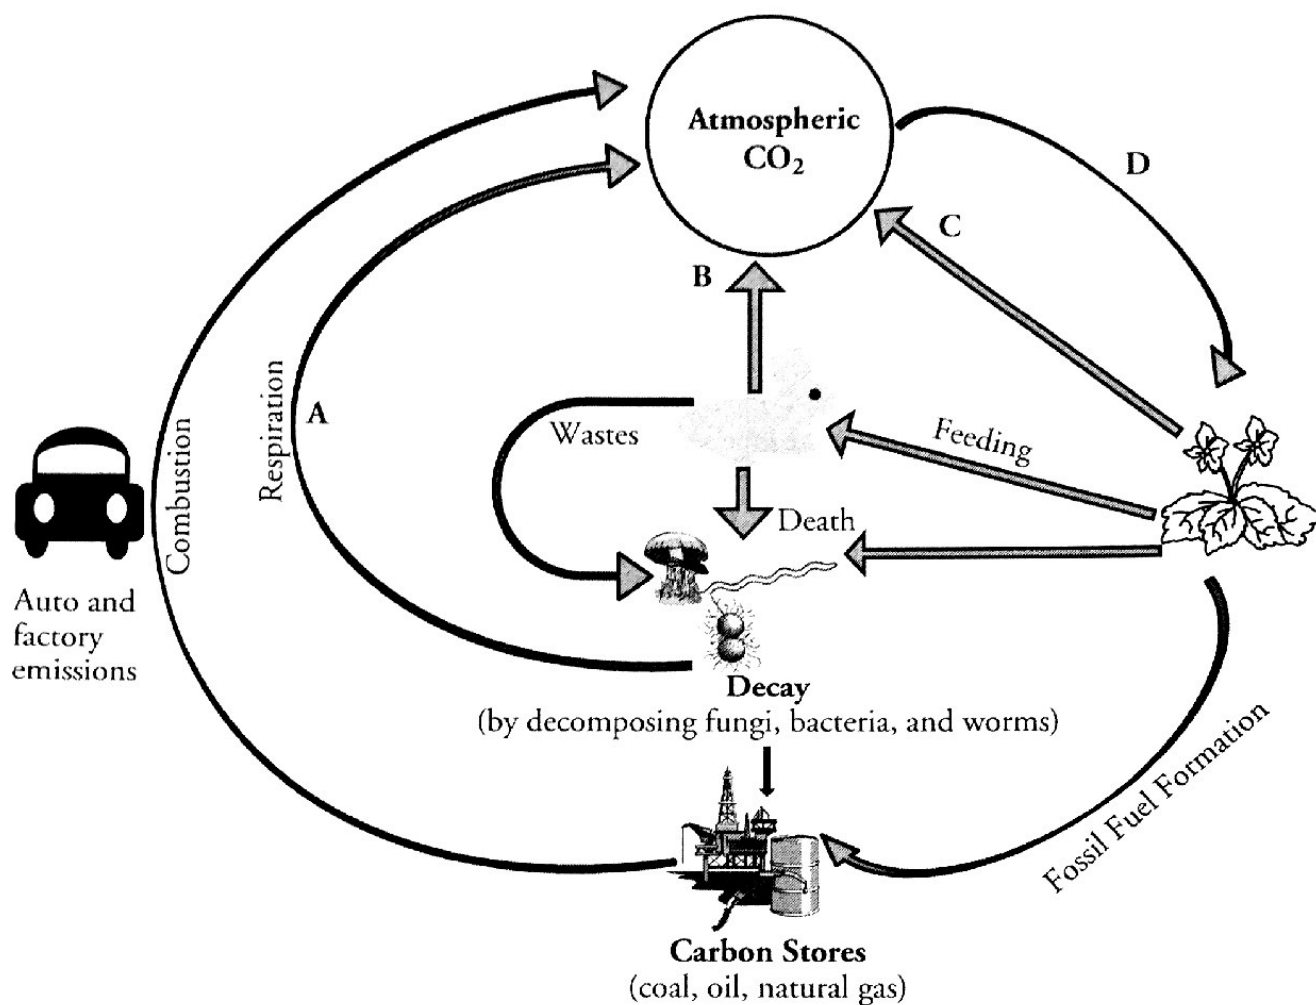 Atmospheric
CO₂
D
C
B
Feeding
Respiration
A
Wastes
Combustion
Death
Auto and
factory
emissions
Decay
(by decomposing fungi, bacteria, and worms)
Fossil Fuel Formation
Carbon Stores
(coal, oil, natural gas)